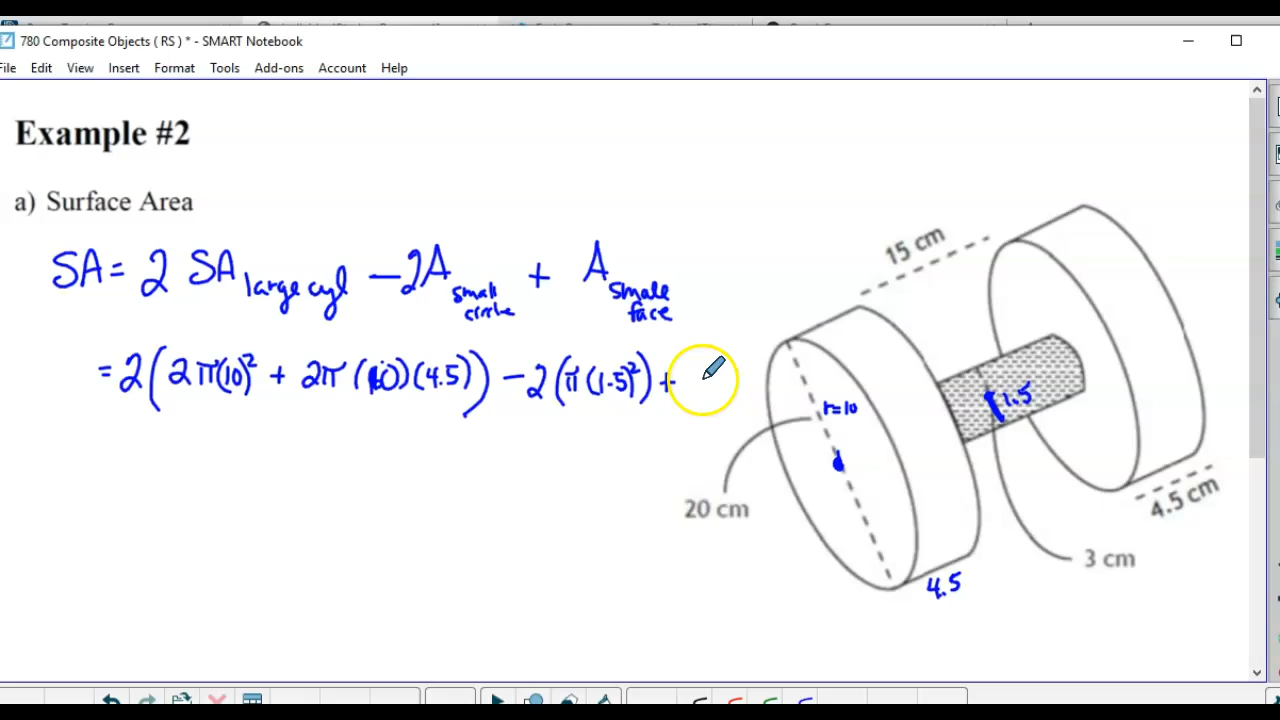 780 Composite Objects ( RS ) * - SMART Notebook
File Edit View Insert Format Tools Add-ons Account Help
Example #2
a) Surface Area
SA = 2 SA large cyl - 2A small circle + A small face
= 2(2π(10)² + 2π(10)(4.5)) - 2(π(1.5)²) +
15 cm
1.5
r=10
20 cm
4.5 cm
3 cm
4.5